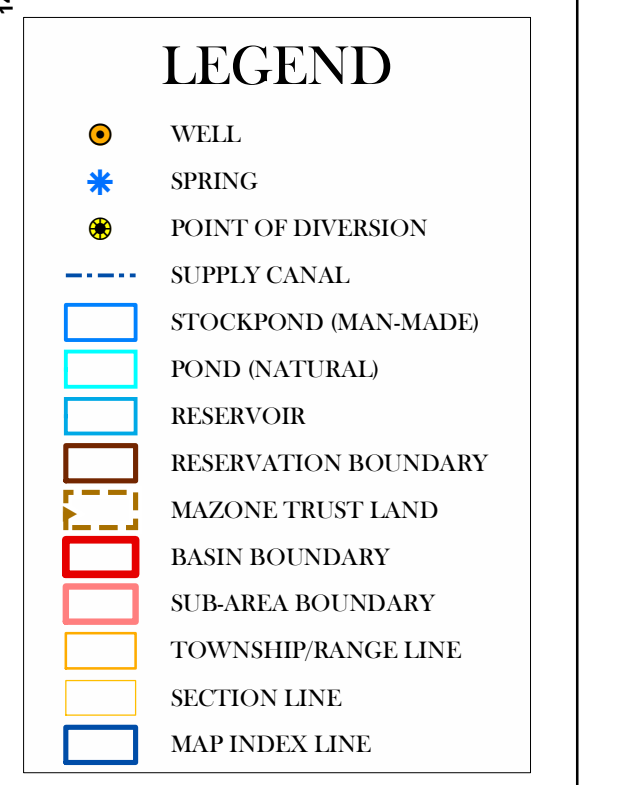 LEGEND
WELL
SPRING
POINT OF DIVERSION
SUPPLY CANAL
STOCKPOND (MAN-MADE)
POND (NATURAL)
RESERVOIR
RESERVATION BOUNDARY
MAZONE TRUST LAND
BASIN BOUNDARY
SUB-AREA BOUNDARY
TOWNSHIP/RANGE LINE
SECTION LINE
MAP INDEX LINE